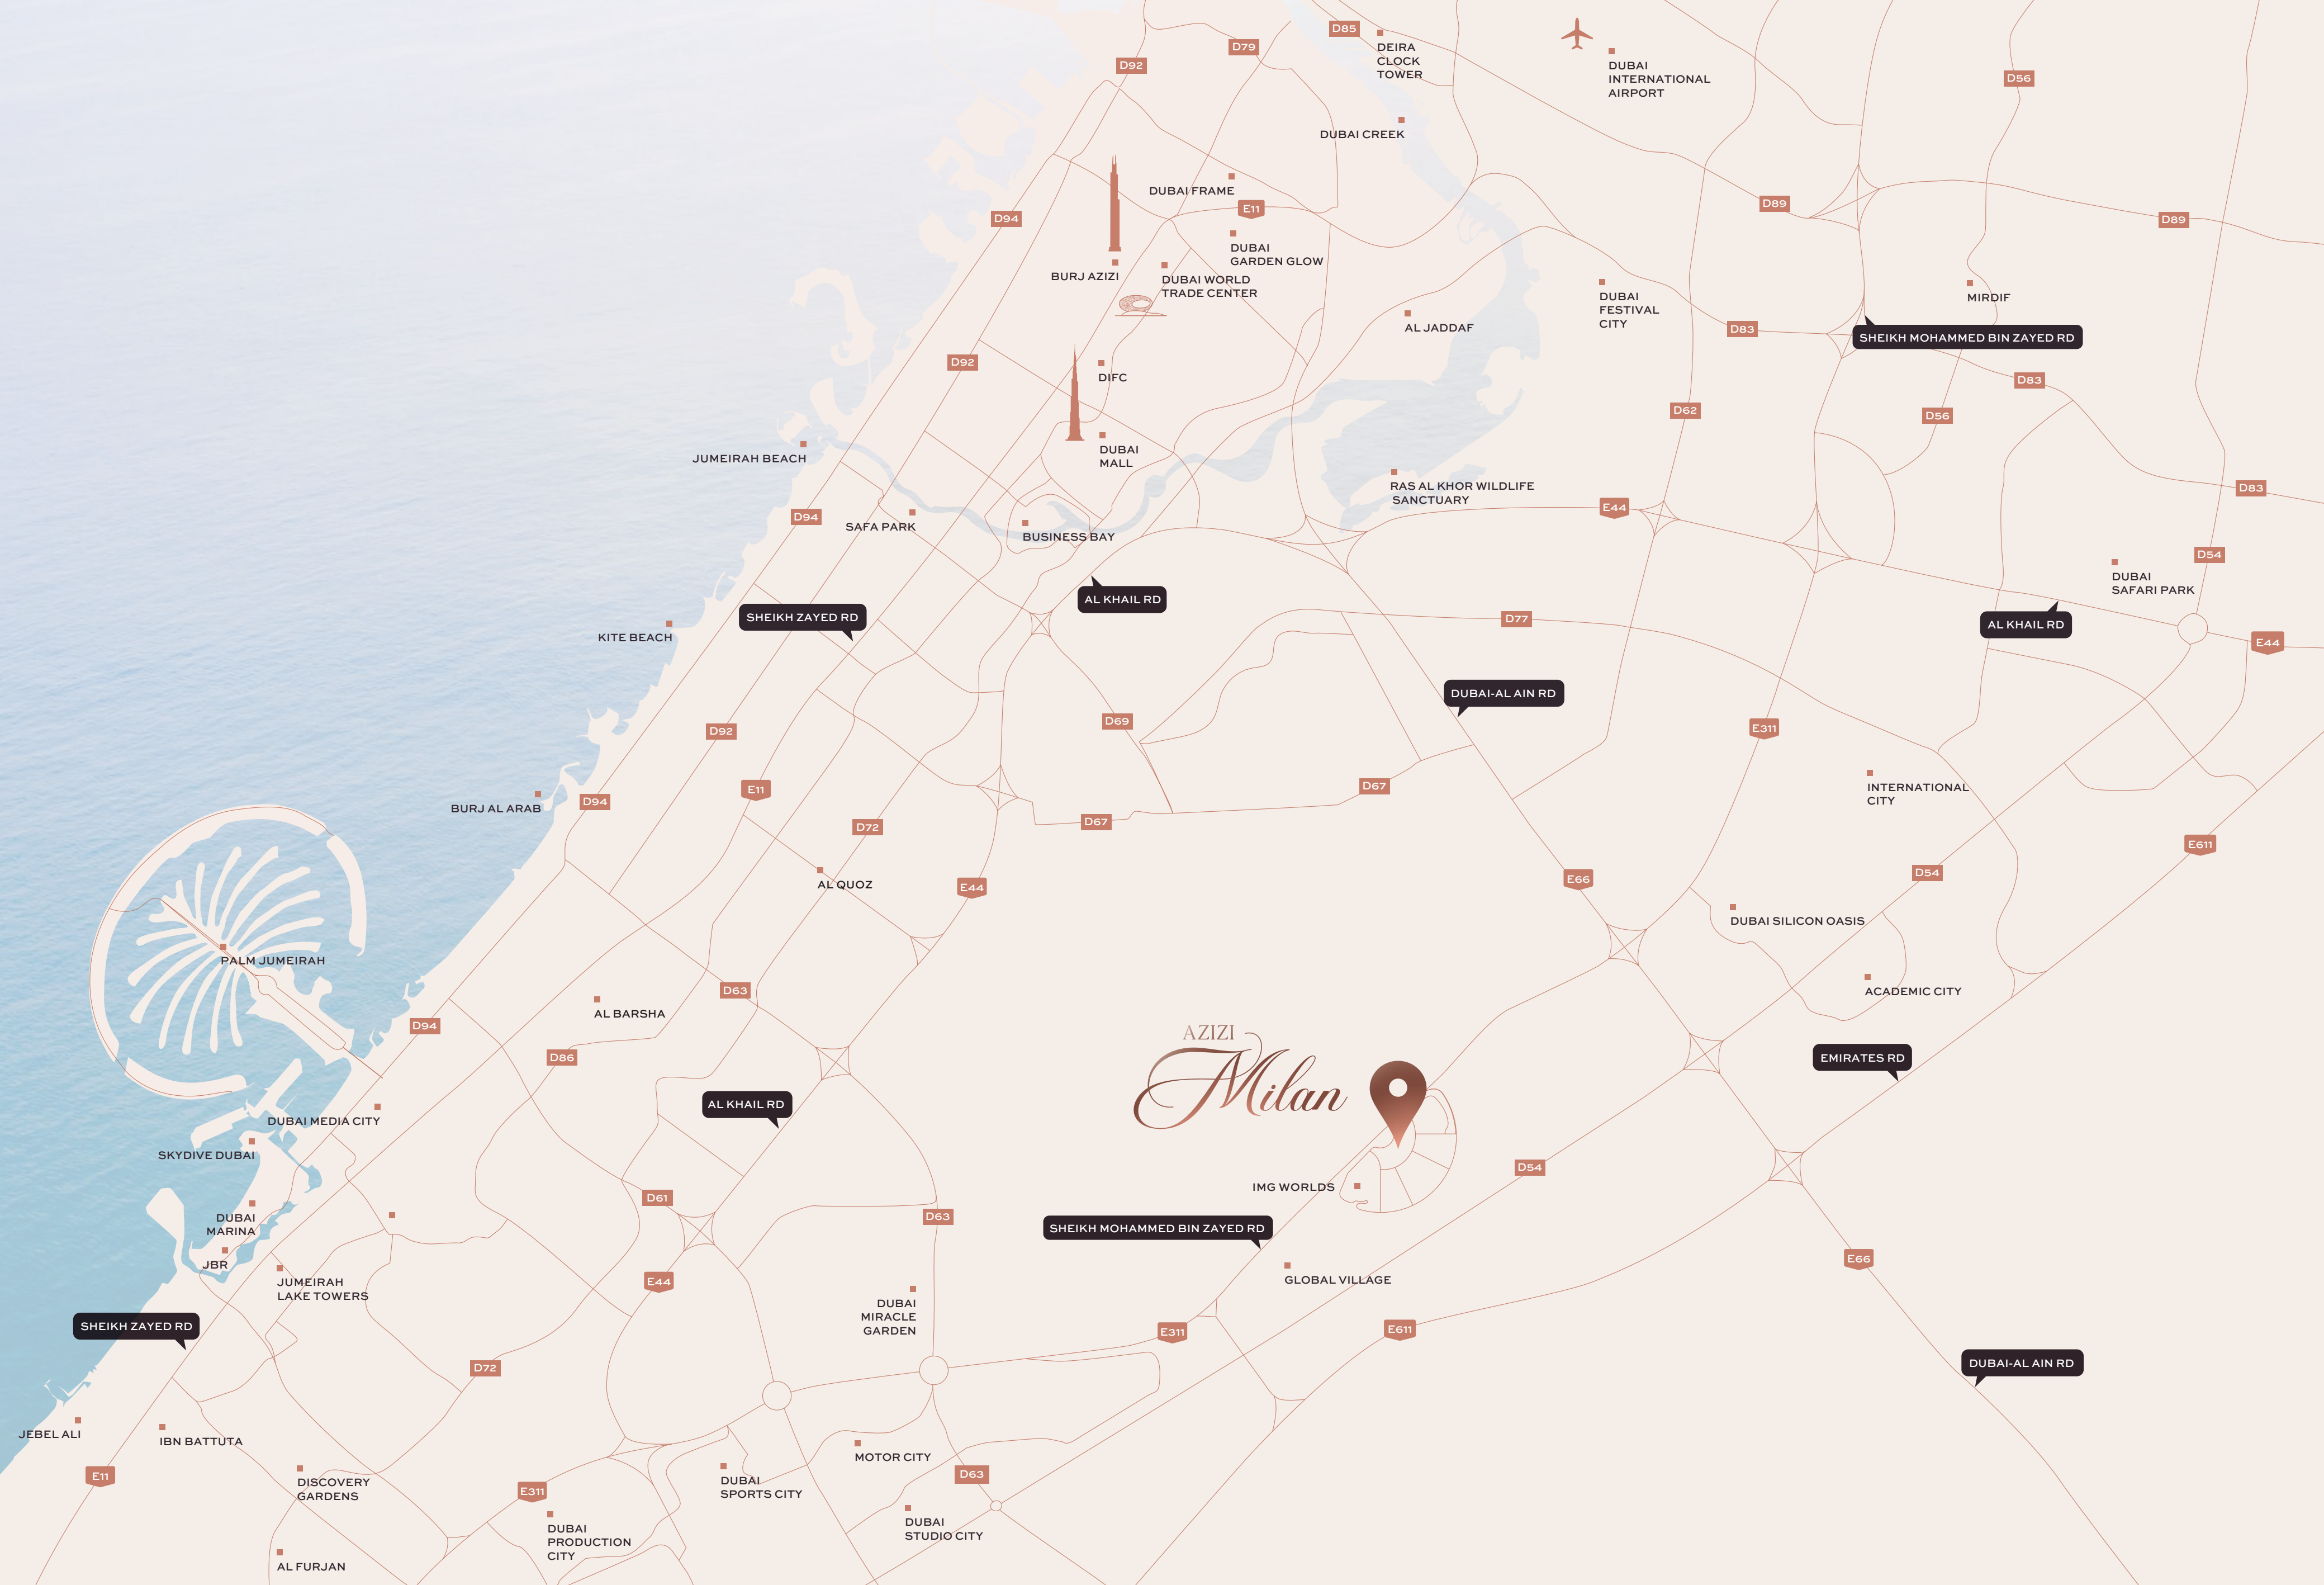 D85
DEIRA
CLOCK
TOWER
D79
D92
DUBAI
INTERNATIONAL
AIRPORT
D56
DUBAI CREEK
DUBAI FRAME
E11
D94
D89
D89
DUBAI
GARDEN GLOW
BURJ AZIZI
DUBAI WORLD
TRADE CENTER
DUBAI
FESTIVAL
CITY
MIRDIF
AL JADDAF
D83
SHEIKH MOHAMMED BIN ZAYED RD
D92
DIFC
D83
D62
D56
JUMEIRAH BEACH
DUBAI
MALL
RAS AL KHOR WILDLIFE
SANCTUARY
D83
E44
D94
SAFA PARK
BUSINESS BAY
D54
DUBAI
SAFARI PARK
AL KHAIL RD
SHEIKH ZAYED RD
D77
AL KHAIL RD
KITE BEACH
E44
DUBAI-AL AIN RD
D69
D92
E311
INTERNATIONAL
CITY
E11
D67
BURJ AL ARAB
D94
D67
D72
E611
AL QUOZ
E44
E66
D54
DUBAI SILICON OASIS
PALM JUMEIRAH
D63
ACADEMIC CITY
AL BARSHA
D94
AZIZI
Milan
D86
EMIRATES RD
AL KHAIL RD
DUBAI MEDIA CITY
SKYDIVE DUBAI
D54
IMG WORLDS
D61
DUBAI
MARINA
D63
SHEIKH MOHAMMED BIN ZAYED RD
E66
JBR
JUMEIRAH
LAKE TOWERS
E44
GLOBAL VILLAGE
DUBAI
MIRACLE
GARDEN
SHEIKH ZAYED RD
E311
E611
D72
DUBAI-AL AIN RD
JEBEL ALI
IBN BATTUTA
MOTOR CITY
E11
DISCOVERY
GARDENS
DUBAI
SPORTS CITY
D63
E311
DUBAI
PRODUCTION
CITY
DUBAI
STUDIO CITY
AL FURJAN